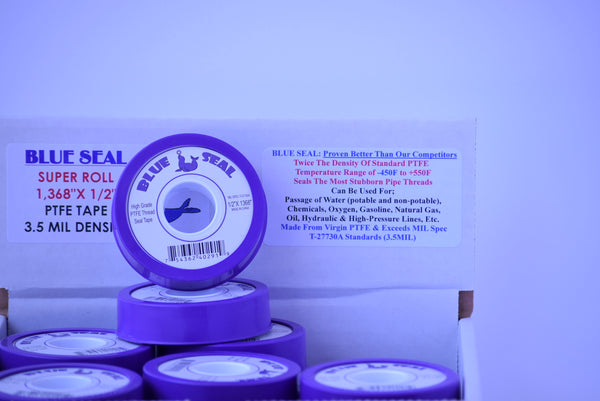 BLUE SEAL
SUPER ROLL
1,368"X 1/2"
PTFE TAPE
3.5 MIL DENSI
BLUE SEAL
High Grade
PTFE Thread
Seal Tape
1/2"X 1368"
7 54362 40291
BLUE SEAL: Proven Better Than Our Competitors
Twice The Density Of Standard PTFE
Temperature Range of -450F to +550F
Seals The Most Stubborn Pipe Threads
Can Be Used For;
Passage of Water (potable and non-potable),
Chemicals, Oxygen, Gasoline, Natural Gas,
Oil, Hydraulic & High-Pressure Lines, Etc.
Made From Virgin PTFE & Exceeds MIL Spec
T-27730A Standards (3.5MIL)